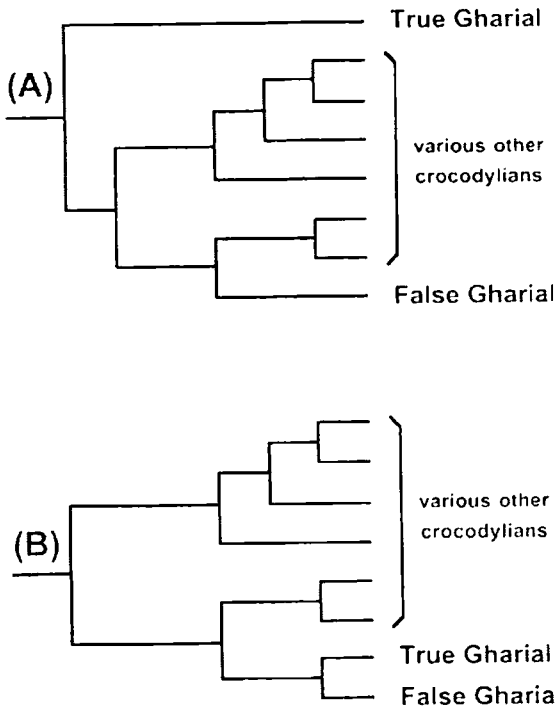 True Gharial
(A)
various other
crocodylians
False Gharial
various other
crocodylians
(B)
True Gharial
False Gharia